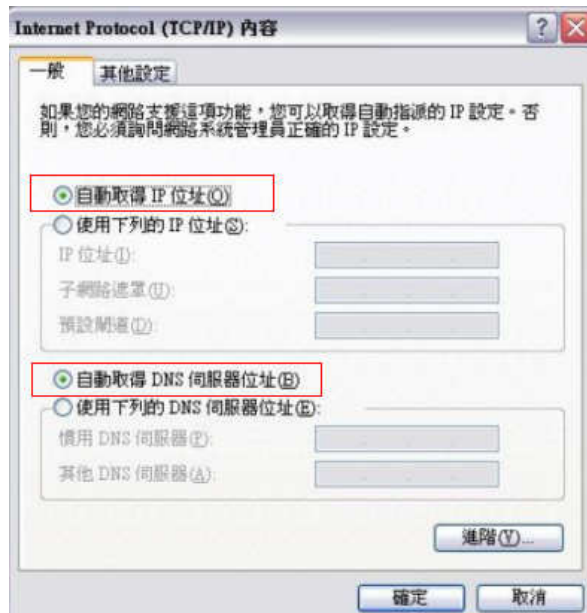 Internet Protocol (TCP/IP) 內容
一般 其他設定
如果您的網路支援這項功能，您可以取得自動指派的 IP 設定。否
則，您必須詢問網路系統管理員正確的 IP 設定。
自動取得 IP 位址(O)
使用下列的 IP 位址(S):
IP 位址(I):
子網路遮罩(U):
預設閘道(D):
自動取得 DNS 伺服器位址(B)
使用下列的 DNS 伺服器位址(E):
慣用 DNS 伺服器(P):
其他 DNS 伺服器(A):
進階(V)...
確定 取消